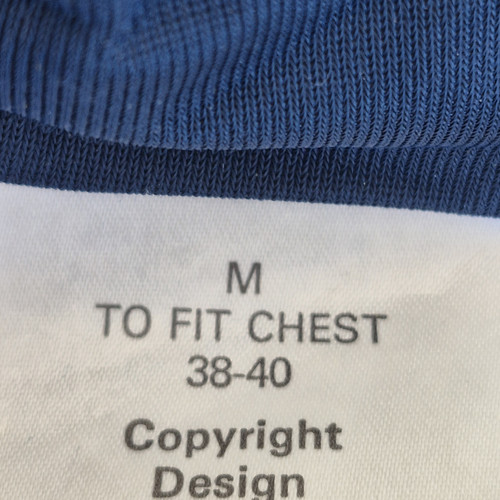 M
TO FIT CHEST
38-40
Copyright
Design